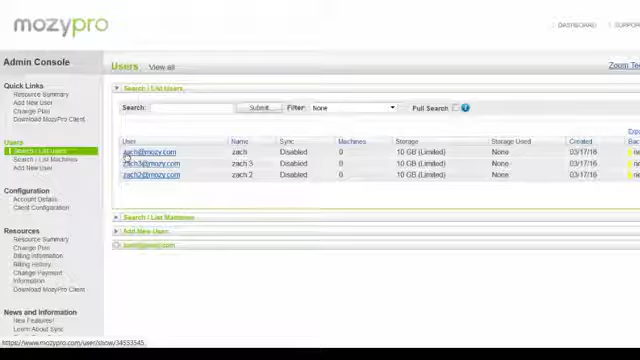 mozypro
DASHBOARD
Admin Console
Users View all
Quick Links
Resource Summary
Add New User
Change Plan
Download MozyPro Client
Search / List Users
Search: Submit Filter: None Full Search
Users
Search / List Users
Search / List Machines
Add New User
User Name Sync Machines Storage Storage Used Created
zach@mozy.com zach Disabled 0 10 GB (Limited) None 03/17/16
zach3@mozy.com zach 3 Disabled 0 10 GB (Limited) None 03/17/16
zach2@mozy.com zach 2 Disabled 0 10 GB (Limited) None 03/17/16
Configuration
Account Details
Client Configuration
Search / List Machines
Add New User
Resources
Resource Summary
Change Plan
Billing Information
Billing History
Change Payment
Information
Download MozyPro Client
News
New Features!
Learn About Sync
https://www.mozypro.com/user/show/34553545